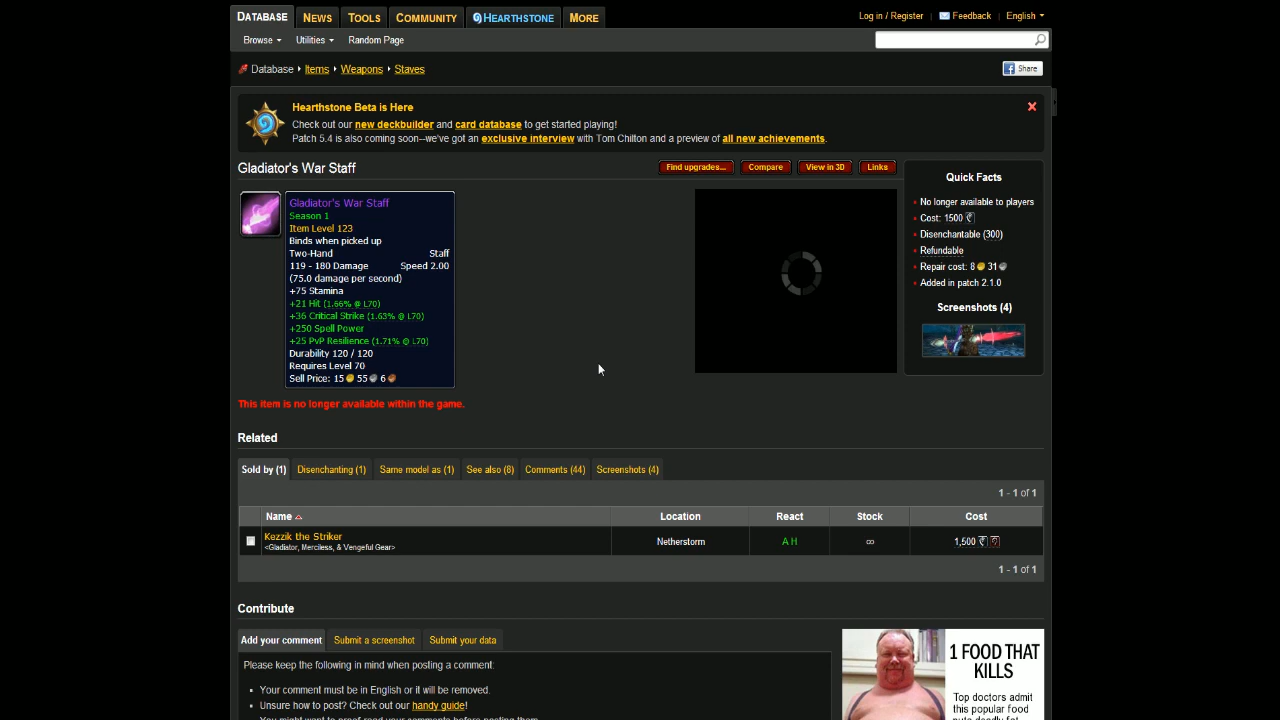 DATABASE NEWS TOOLS COMMUNITY HEARTHSTONE MORE
Log in / Register Feedback English
Browse Utilities Random Page
Database Items Weapons Staves
Share
Hearthstone Beta is Here
Check out our new deckbuilder and card database to get started playing!
Patch 5.4 is also coming soon--we've got an exclusive interview with Tom Chilton and a preview of all new achievements.
Gladiator's War Staff
Find upgrades... Compare View in 3D Links
Gladiator's War Staff
Season 1
Item Level 123
Binds when picked up
Two-Hand Staff
119 - 180 Damage Speed 2.00
(75.0 damage per second)
+75 Stamina
+21 Hit (1.66% @ L70)
+36 Critical Strike (1.63% @ L70)
+250 Spell Power
+25 PvP Resilience (1.71% @ L70)
Durability 120 / 120
Requires Level 70
Sell Price: 15 55 6
This item is no longer available within the game.
Quick Facts
No longer available to players
Cost: 1500
Disenchantable (300)
Refundable
Repair cost: 8 31
Added in patch 2.1.0
Screenshots (4)
Related
Sold by (1) Disenchanting (1) Same model as (1) See also (8) Comments (44) Screenshots (4)
1 - 1 of 1
Name Location React Stock Cost
Kezzik the Striker Netherstorm A H ∞ 1,500
<Gladiator, Merciless, & Vengeful Gear>
1 - 1 of 1
Contribute
Add your comment Submit a screenshot Submit your data
Please keep the following in mind when posting a comment:
Your comment must be in English or it will be removed.
Unsure how to post? Check out our handy guide!
1 FOOD THAT
KILLS
Top doctors admit
this popular food